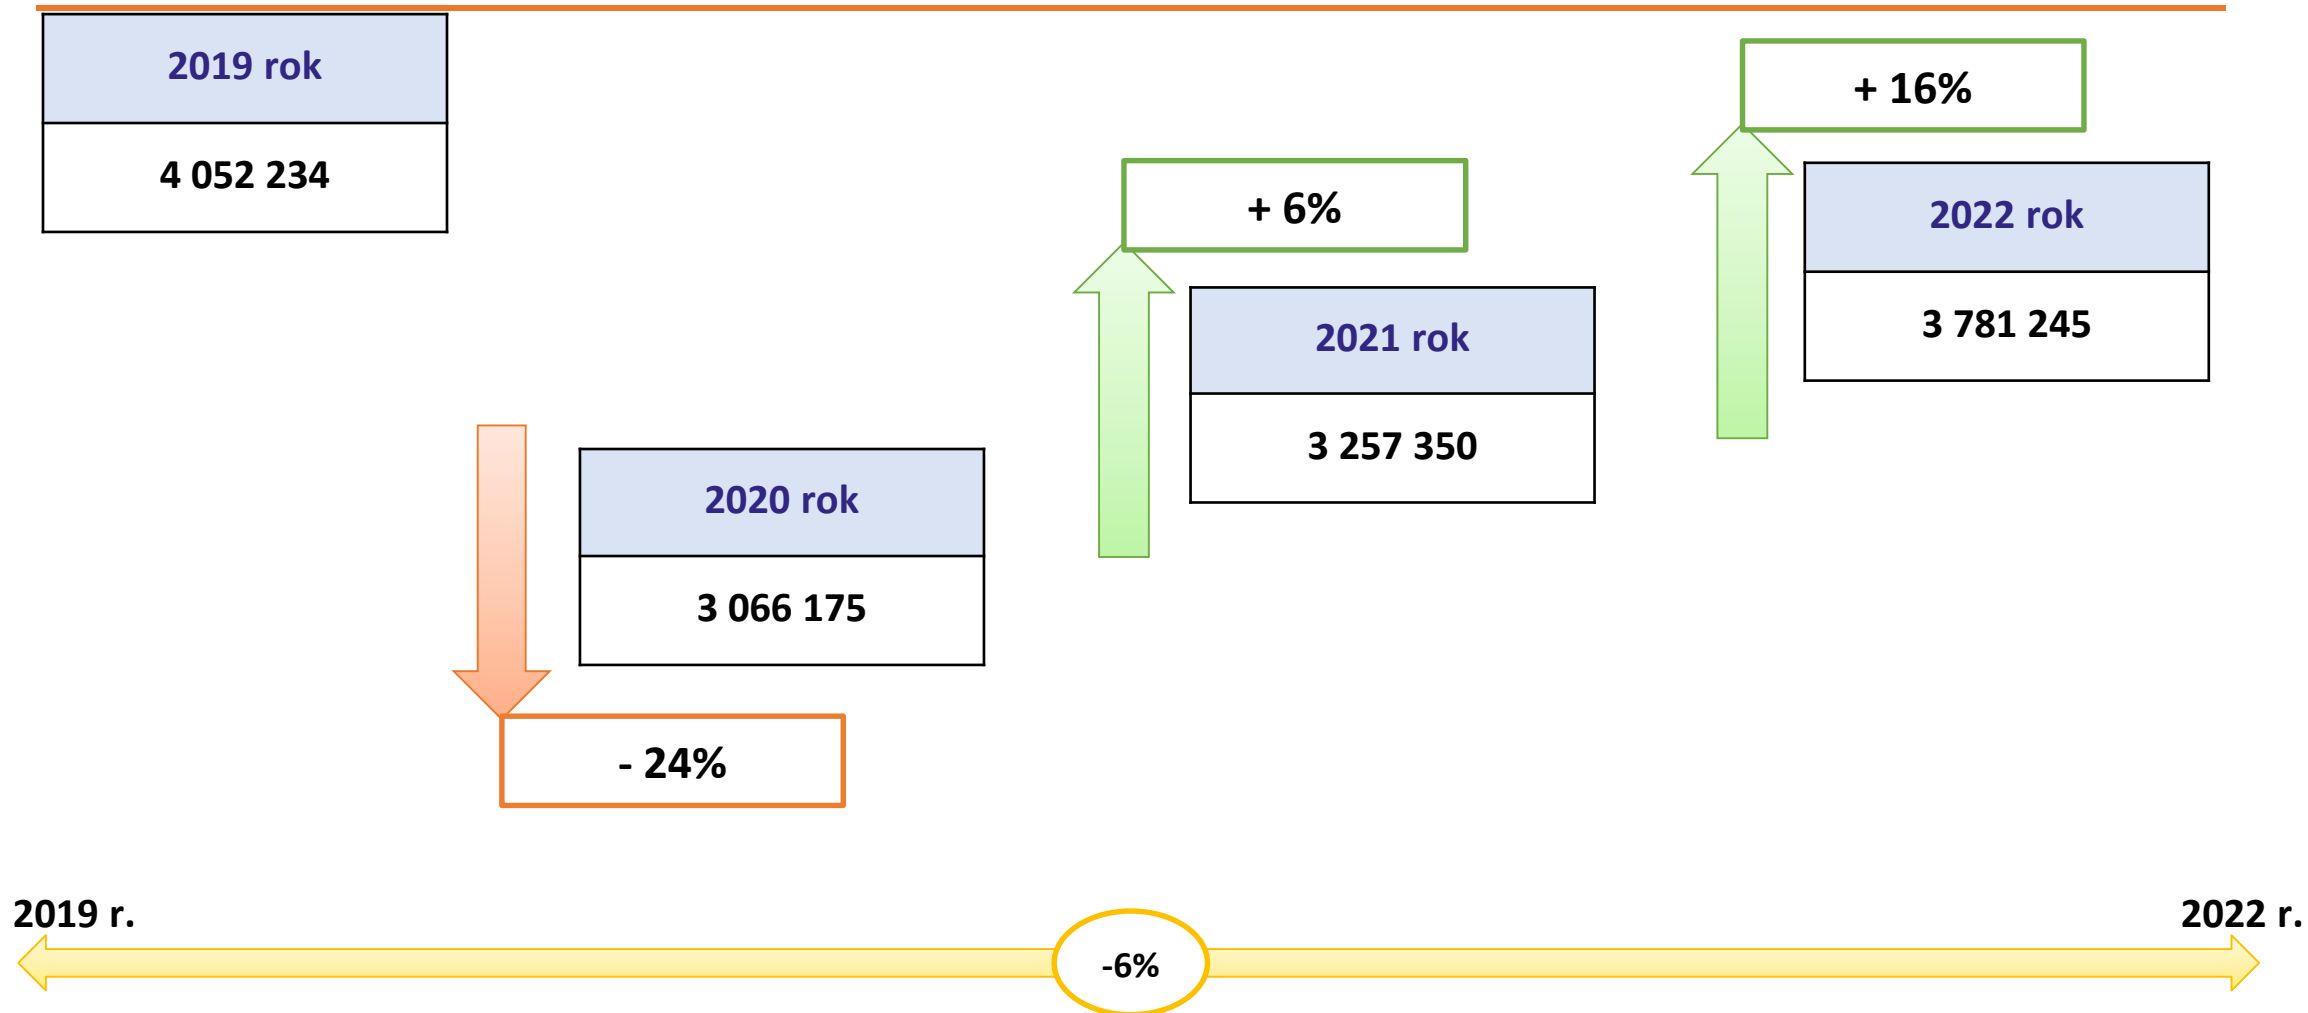 2019 rok
4 052 234
- 24%
2020 rok
3 066 175
+ 6%
2021 rok
3 257 350
+ 16%
2022 rok
3 781 245
2019 r.
-6%
2022 r.